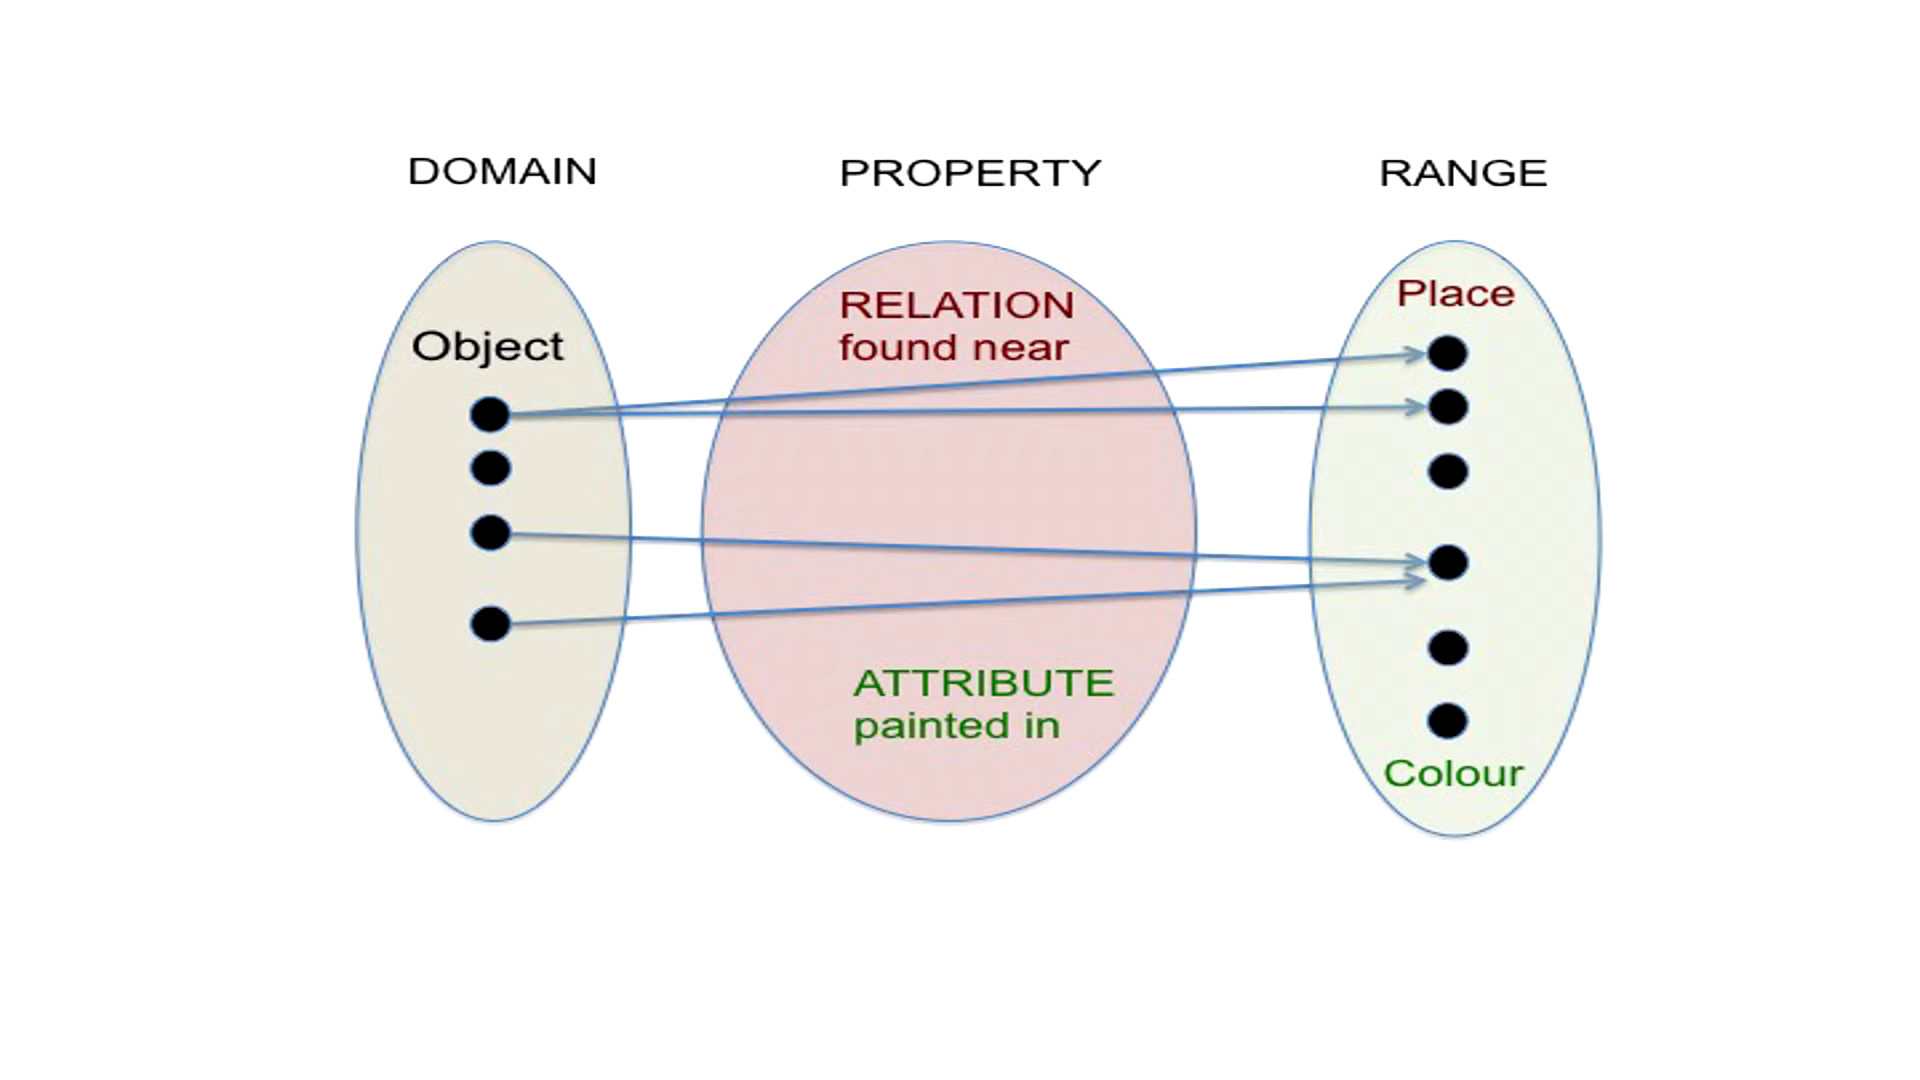 DOMAIN
PROPERTY
RANGE
Object
RELATION
found near
Place
ATTRIBUTE
painted in
Colour